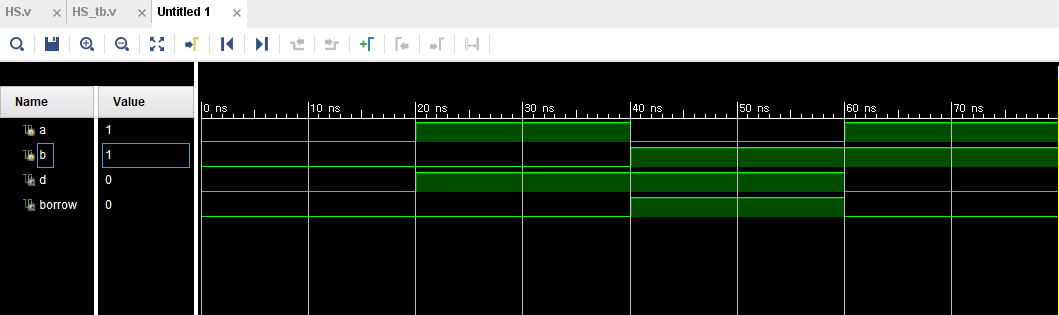 HS.v × HS_tb.v × Untitled 1 ×
Name Value
0 ns 10 ns 20 ns 30 ns 40 ns 50 ns 60 ns 70 ns
a 1
b 1
d 0
borrow 0